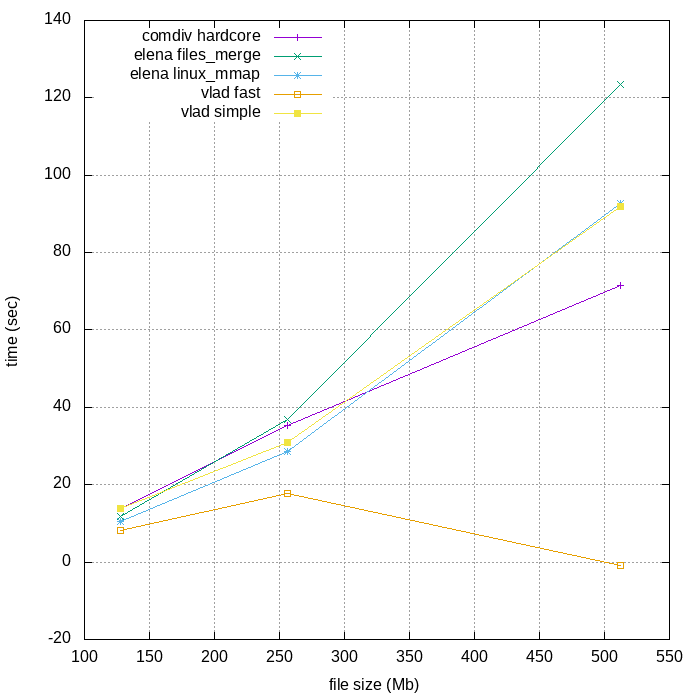 140
120
100
80
60
40
20
0
-20
100 150 200 250 300 350 400 450 500 550
time (sec)
file size (Mb)
comdiv hardcore
elena files_merge
elena linux_mmap
vlad fast
vlad simple